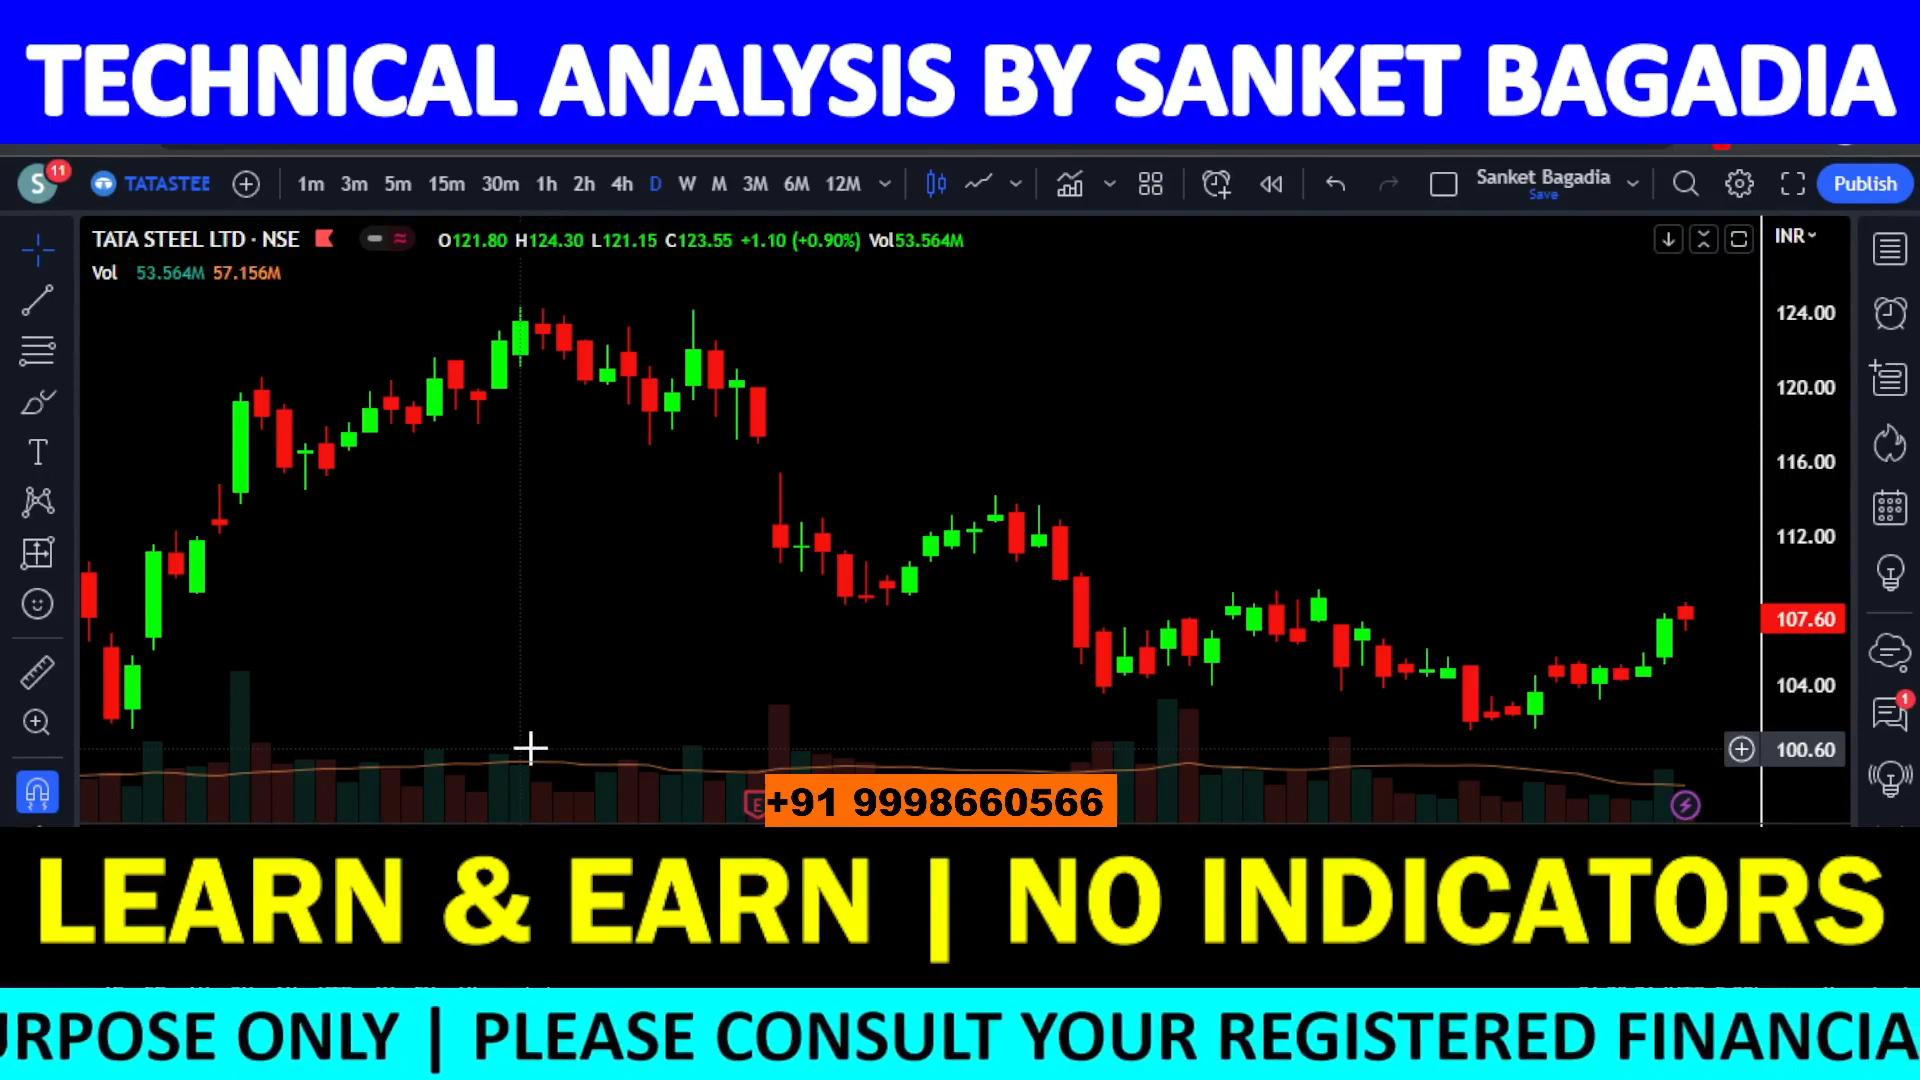 TECHNICAL ANALYSIS BY SANKET BAGADIA
S 11 TATASTEE 1m 3m 5m 15m 30m 1h 2h 4h D W M 3M 6M 12M Sanket Bagadia Save Publish
TATA STEEL LTD · NSE O121.80 H124.30 L121.15 C123.55 +1.10 (+0.90%) Vol53.564M INR
Vol 53.564M 57.156M
124.00
120.00
116.00
112.00
107.60
104.00
1
100.60
E
+91 9998660566
LEARN & EARN | NO INDICATORS
URPOSE ONLY | PLEASE CONSULT YOUR REGISTERED FINANCIA